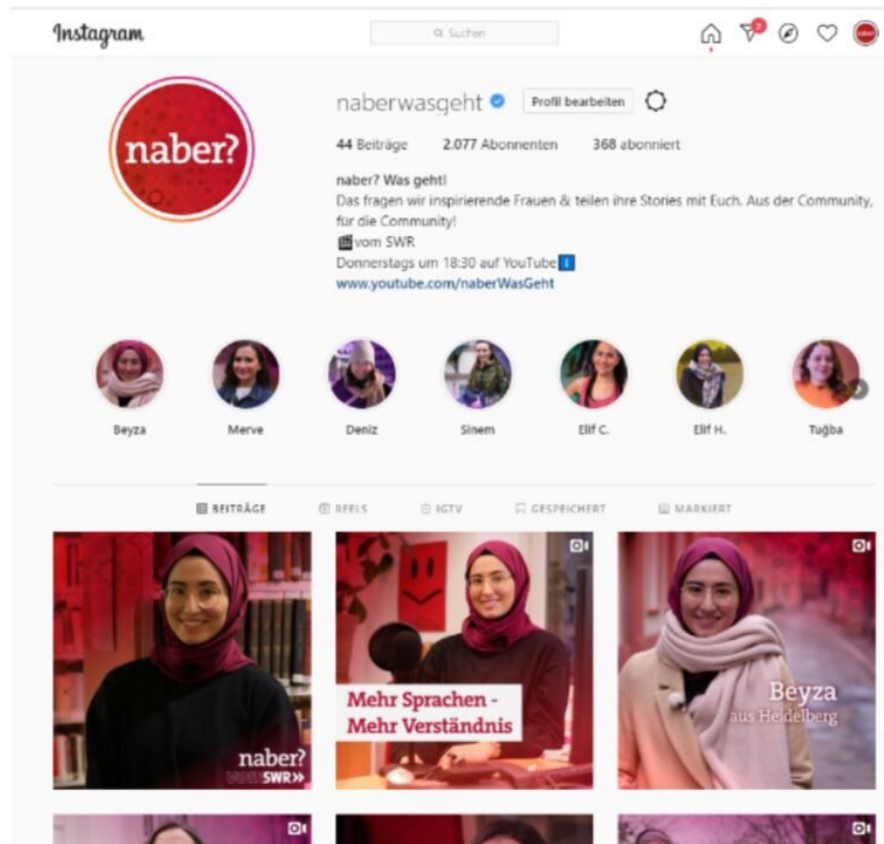 Instagram
Suchen
2
naber?
naberwasgeht
Profil bearbeiten
44 Beiträge 2.077 Abonnenten 368 abonniert
naber? Was geht!
Das fragen wir inspirierende Frauen & teilen ihre Stories mit Euch. Aus der Community,
für die Community!
vom SWR
Donnerstags um 18:30 auf YouTube
www.youtube.com/naberWasGeht
Beyza Merve Deniz Sinem Elif C. Elif H. Tuğba
BEITRÄGE REELS IGTV GESPEICHERT MARKIERT
naber?
vom SWR»
Mehr Sprachen -
Mehr Verständnis
Beyza
aus Heidelberg